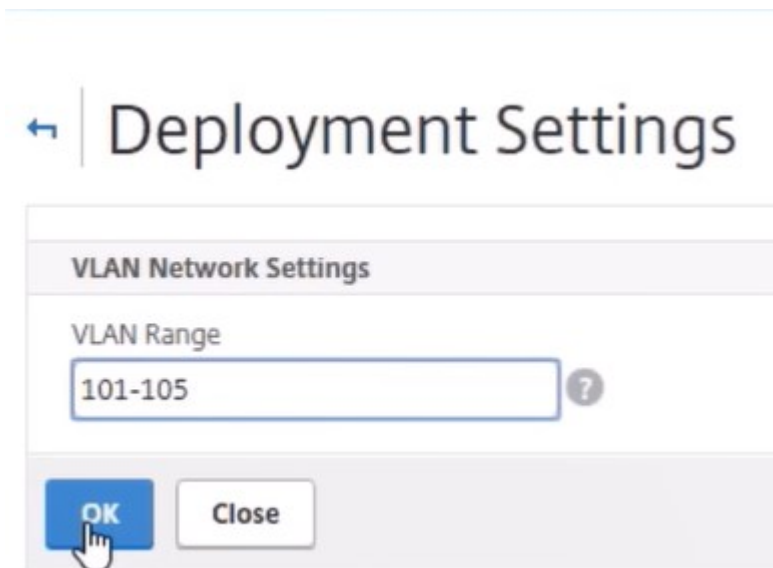 Deployment Settings
VLAN Network Settings
VLAN Range
101-105
?
OK
Close